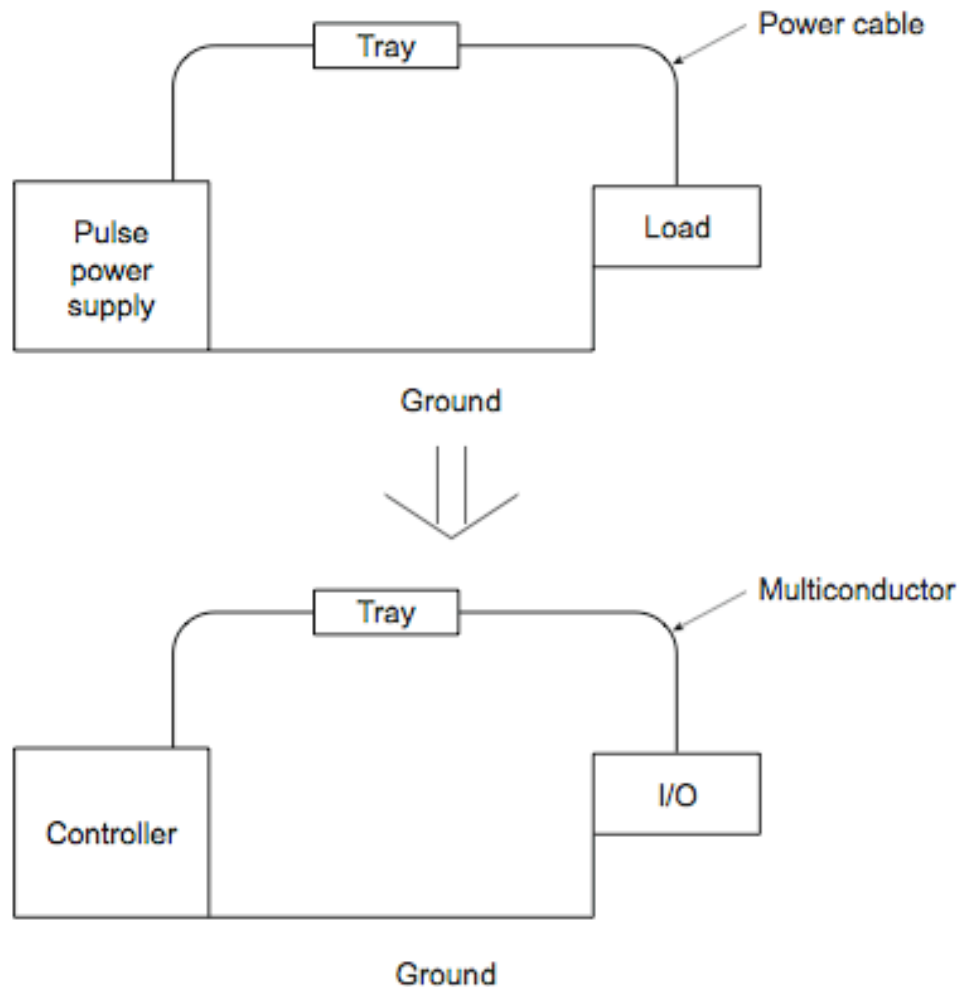 Tray
Power cable
Pulse
power
supply
Load
Ground
Tray
Multiconductor
Controller
I/O
Ground